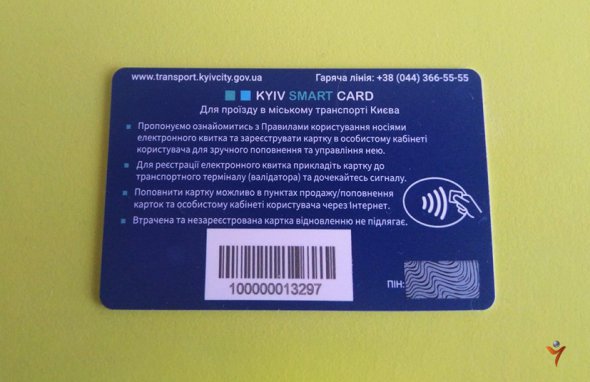 www.transport.kyivcity.gov.ua Гаряча лінія: +38 (044) 366-55-55
KYIV SMART CARD
Для проїзду в міському транспорті Києва
Пропонуємо ознайомитись з Правилами користування носіями
електронного квитка та зареєструвати картку в особистому кабінеті
користувача для зручного поповнення та управління нею.
Для реєстрації електронного квитка прикладіть картку до
транспортного терміналу (валідатора) та дочекайтесь сигналу.
Поповнити картку можливо в пунктах продажу/поповнення
карток та особистому кабінеті користувача через Інтернет.
Втрачена та незареєстрована картка відновленню не підлягає.
100000013297
ПІН: